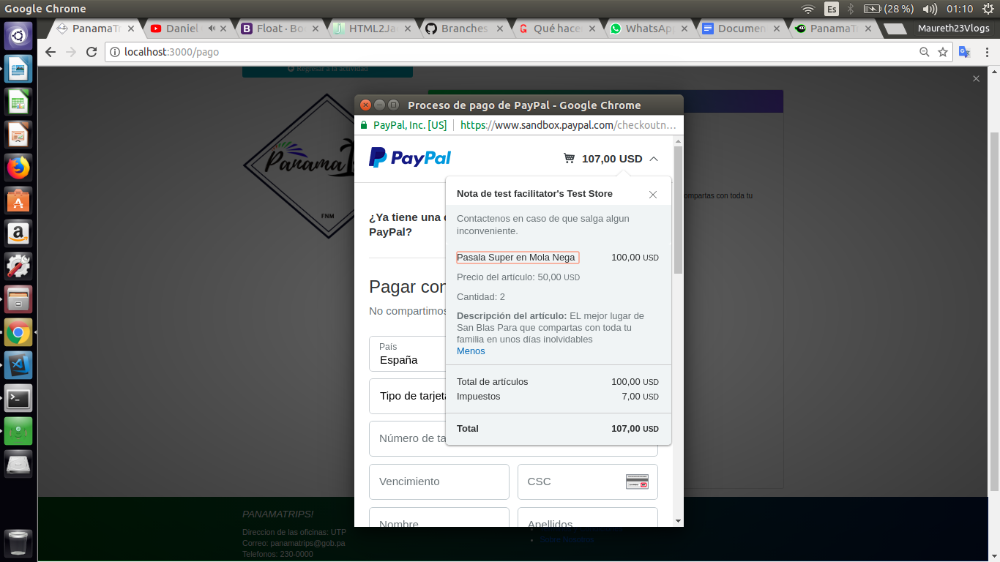 Google Chrome
Es
(28 %)
01:10
PanamaTr
Daniel
Float · Bo
HTML2Ja
Branches
Qué hace
WhatsAp
Documen
PanamaT
Maureth23Vlogs
localhost:3000/pago
Regresar a la actividad
Panama
FNM
Proceso de pago de PayPal - Google Chrome
PayPal, Inc. [US]
https://www.sandbox.paypal.com/checkoutn...
PayPal
107,00 USD
Nota de test facilitator's Test Store
Contactenos en caso de que salga algun
inconveniente.
¿Ya tiene una
PayPal?
ompartas con toda tu
Pasala Super en Mola Nega
100,00 USD
Precio del artículo: 50,00 USD
Cantidad: 2
Descripción del artículo: EL mejor lugar de
San Blas Para que compartas con toda tu
familia en unos días inolvidables
Menos
Total de artículos
100,00 USD
Impuestos
7,00 USD
Total
107,00 USD
Pagar con
No compartimos
País
España
Tipo de tarjeta
Número de ta
Vencimiento
CSC
Nombre
Apellidos
PANAMATRIPS!
Direccion de las oficinas: UTP
Correo: panamatrips@gob.pa
Telefonos: 230-0000
Sobre Nosotros